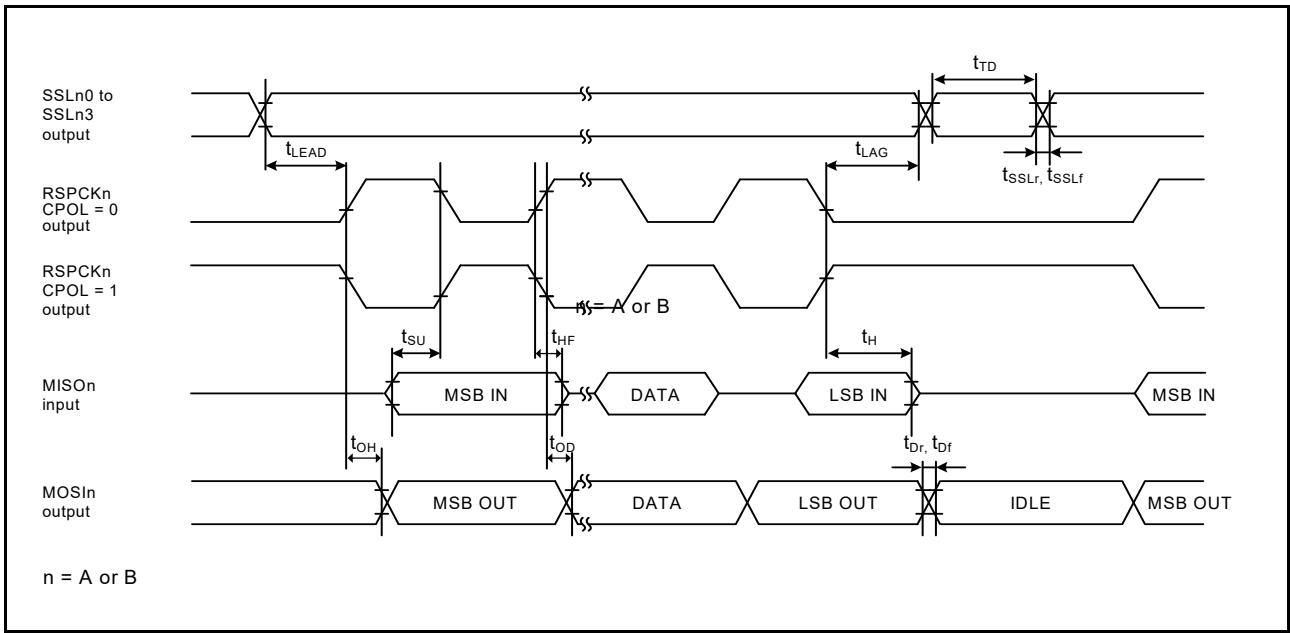 tTD
SSLn0 to
SSLn3
output
tLEAD
tLAG
tSSLr, tSSLf
RSPCKn
CPOL = 0
output
RSPCKn
CPOL = 1
output
n = A or B
tSU
tHF
tH
MISOn
input
MSB IN
DATA
LSB IN
MSB IN
tOH
tOD
tDr, tDf
MOSIn
output
MSB OUT
DATA
LSB OUT
IDLE
MSB OUT
n = A or B